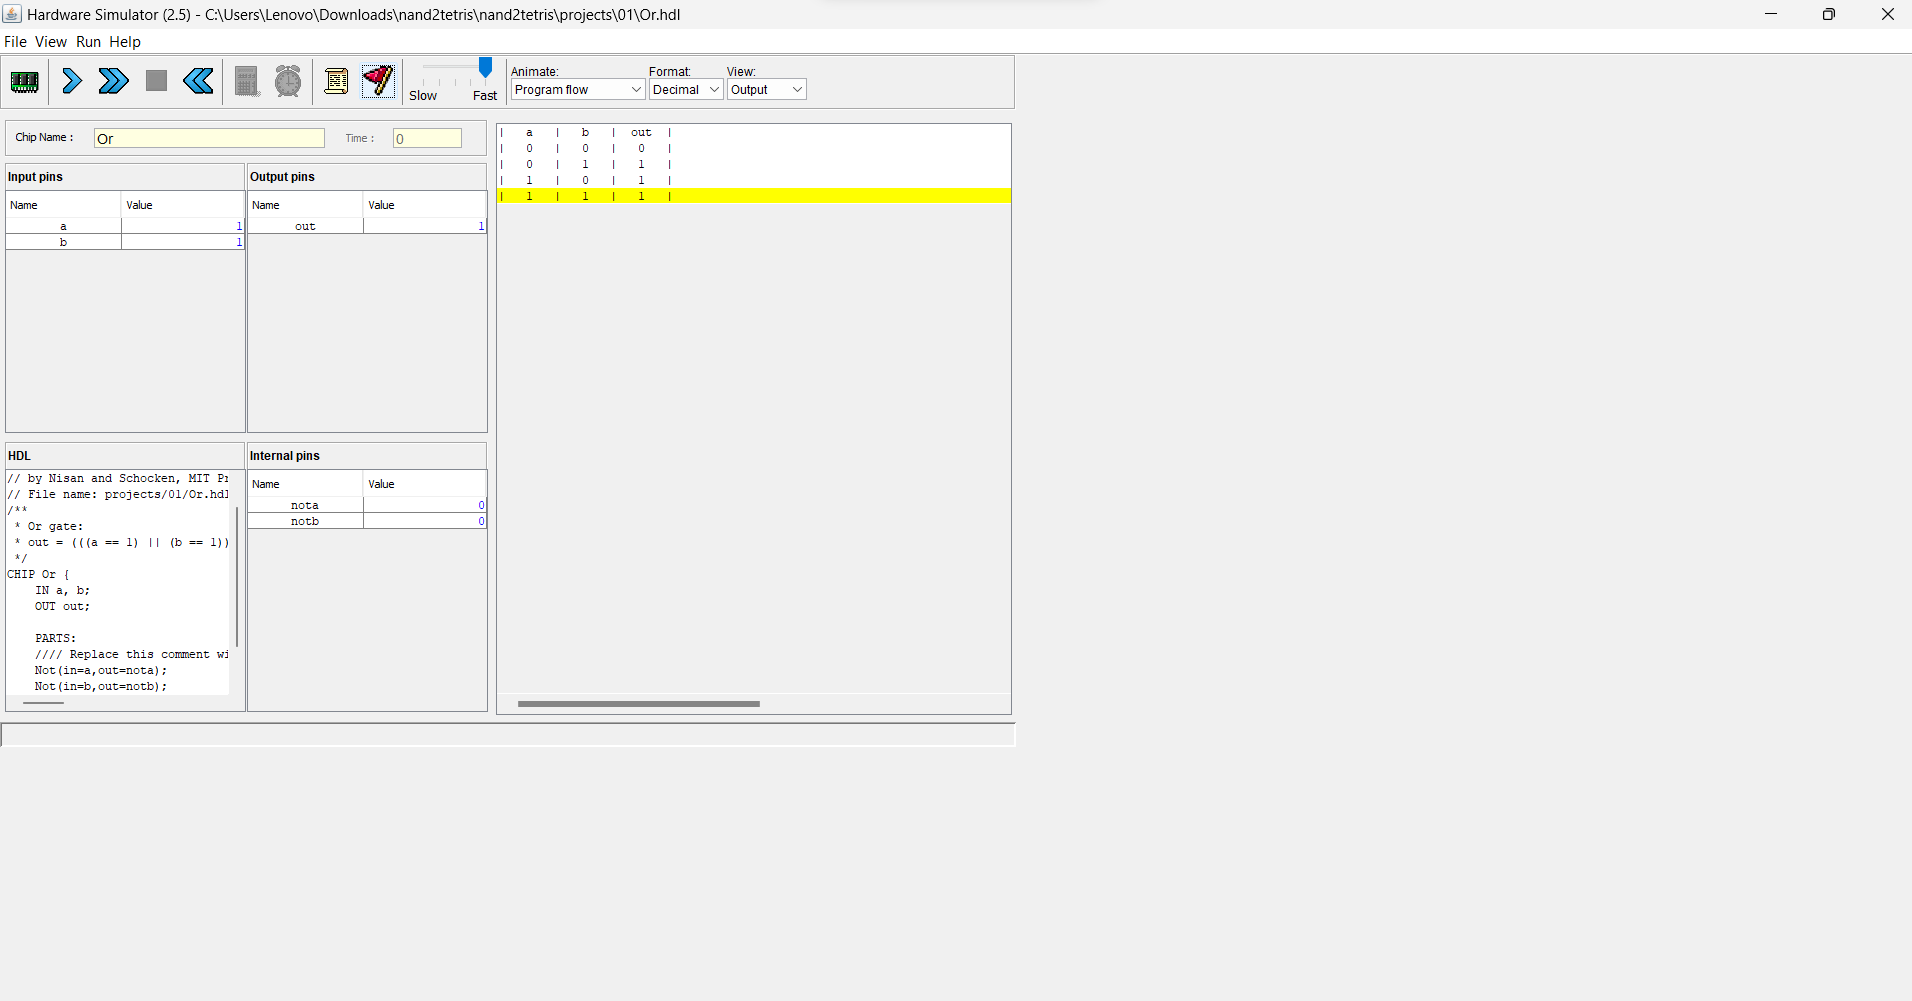 Hardware Simulator (2.5) - C:\Users\Lenovo\Downloads\nand2tetris\nand2tetris\projects\01\Or.hdl
File View Run Help
Animate: Format: View:
Program flow Decimal Output
Slow Fast
Chip Name : Or Time : 0
Input pins
Name Value
a 1
b 1
Output pins
Name Value
out 1
| a | b | out |
| 0 | 0 | 0 |
| 0 | 1 | 1 |
| 1 | 0 | 1 |
| 1 | 1 | 1 |
HDL
// by Nisan and Schocken, MIT Pr
// File name: projects/01/Or.hdl
/**
* Or gate:
* out = (((a == 1) || (b == 1))
*/
CHIP Or {
IN a, b;
OUT out;
PARTS:
//// Replace this comment wi
Not(in=a,out=nota);
Not(in=b,out=notb);
Internal pins
Name Value
nota 0
notb 0